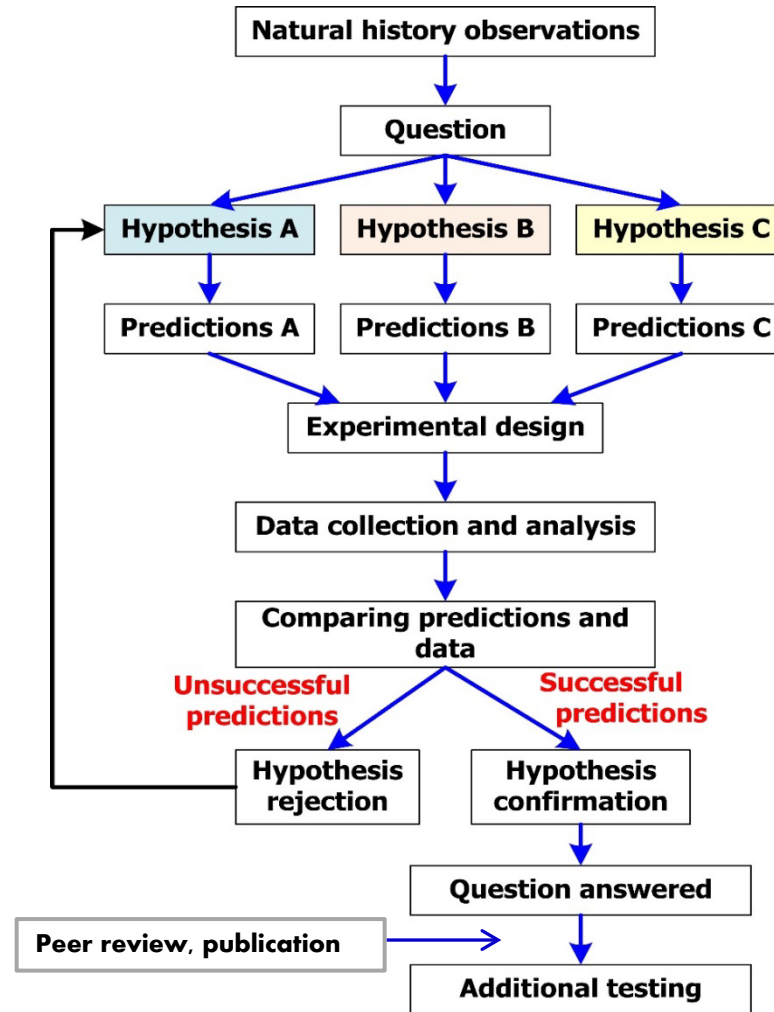 Natural history observations
Question
Hypothesis A
Hypothesis B
Hypothesis C
Predictions A
Predictions B
Predictions C
Experimental design
Data collection and analysis
Comparing predictions and
data
Unsuccessful
predictions
Successful
predictions
Hypothesis
rejection
Hypothesis
confirmation
Question answered
Peer review, publication
Additional testing